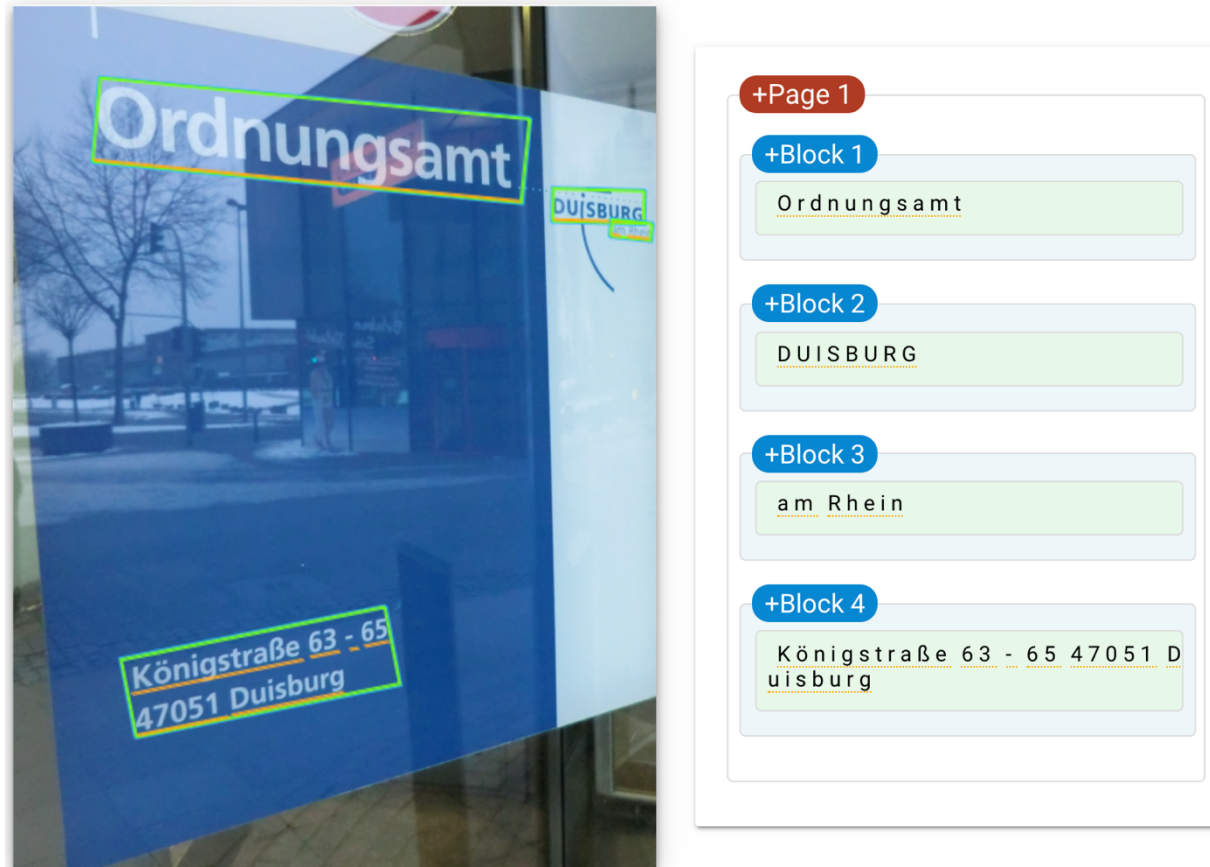 Ordnungsamt
DUISBURG
am Rhein
Königstraße 63 - 65
47051 Duisburg
+Page 1
+Block 1
Ordnungsamt
+Block 2
DUISBURG
+Block 3
am Rhein
+Block 4
Königstraße 63 - 65 47051 D
uisburg